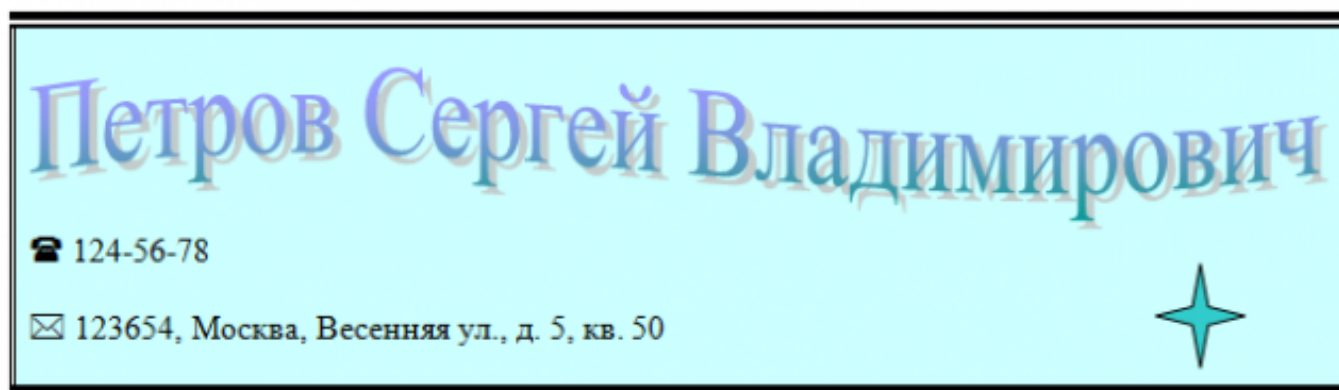 Петров Сергей Владимирович
☎ 124-56-78
✉ 123654, Москва, Весенняя ул., д. 5, кв. 50